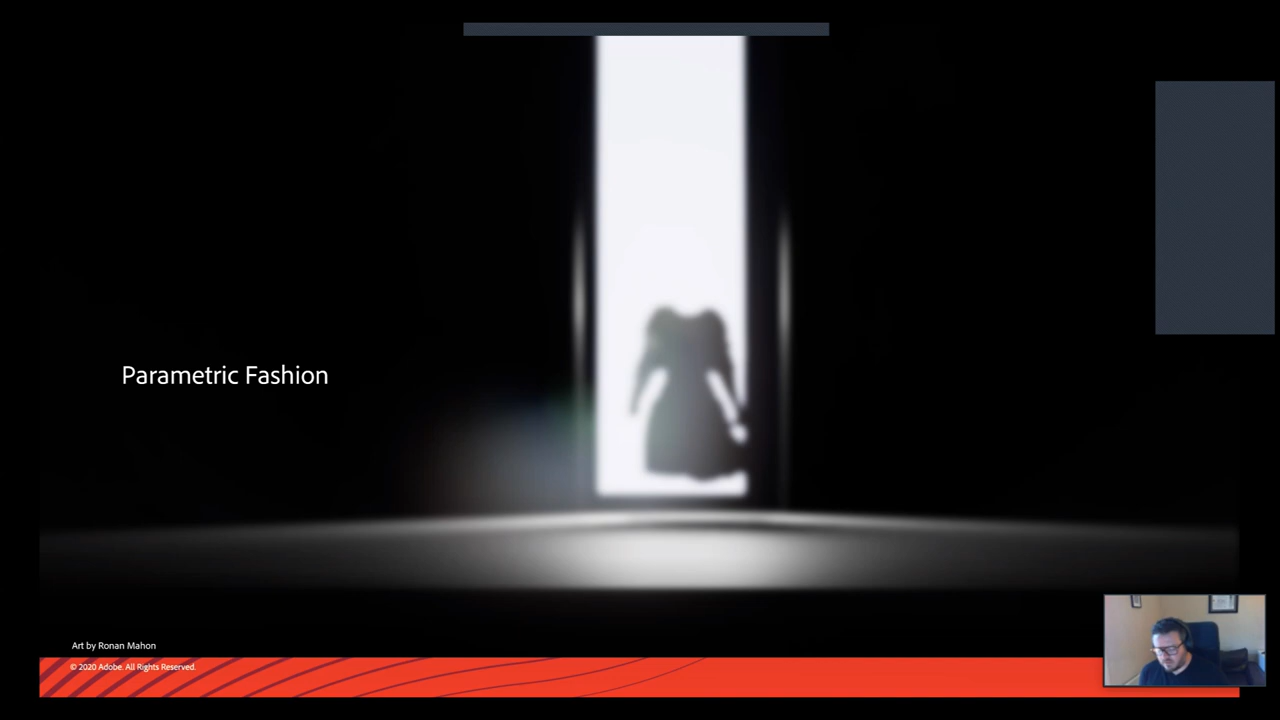 Parametric Fashion
Art by Ronan Mahon
© 2020 Adobe. All Rights Reserved.